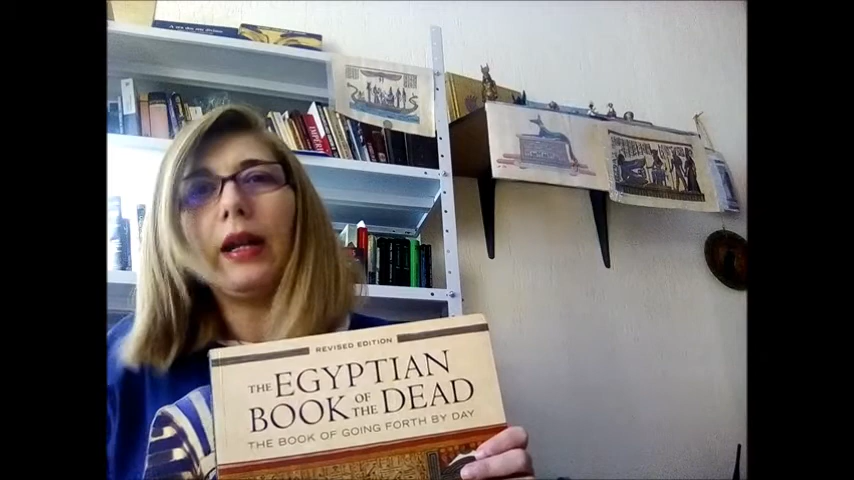 REVISED EDITION
THE EGYPTIAN
BOOK OF THE DEAD
THE BOOK OF GOING FORTH BY DAY